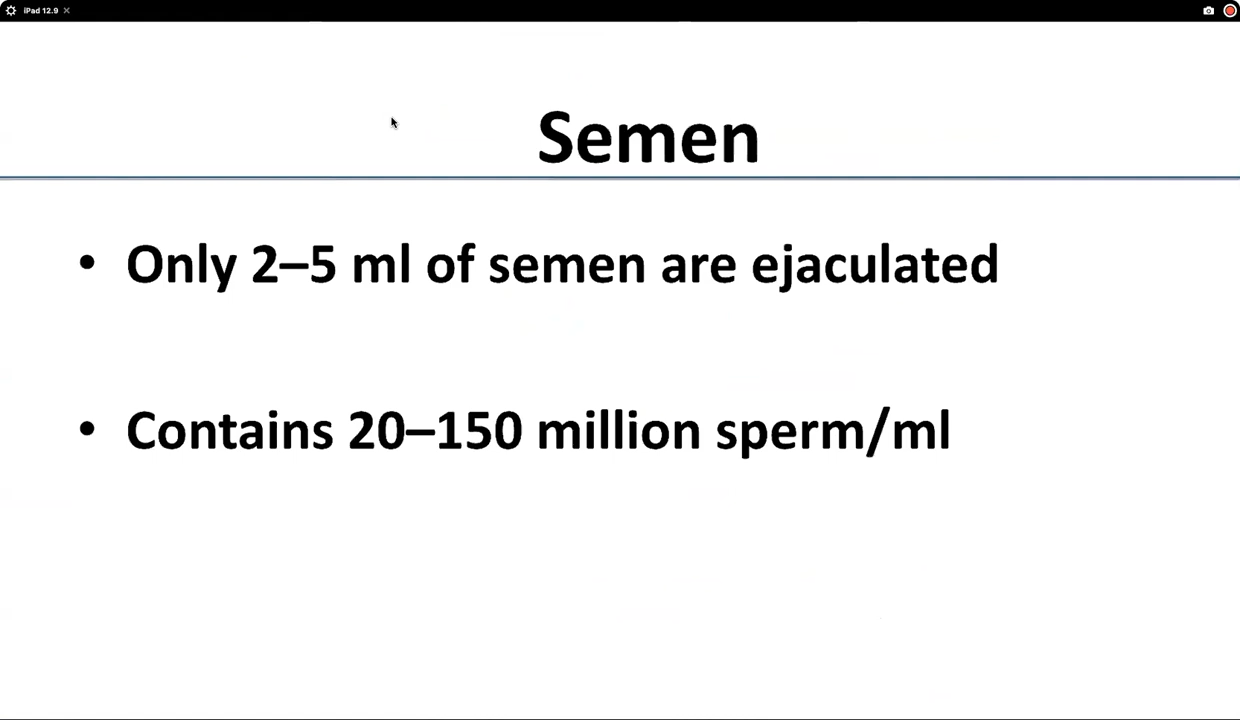 iPad 12.9
Semen
• Only 2–5 ml of semen are ejaculated
• Contains 20–150 million sperm/ml